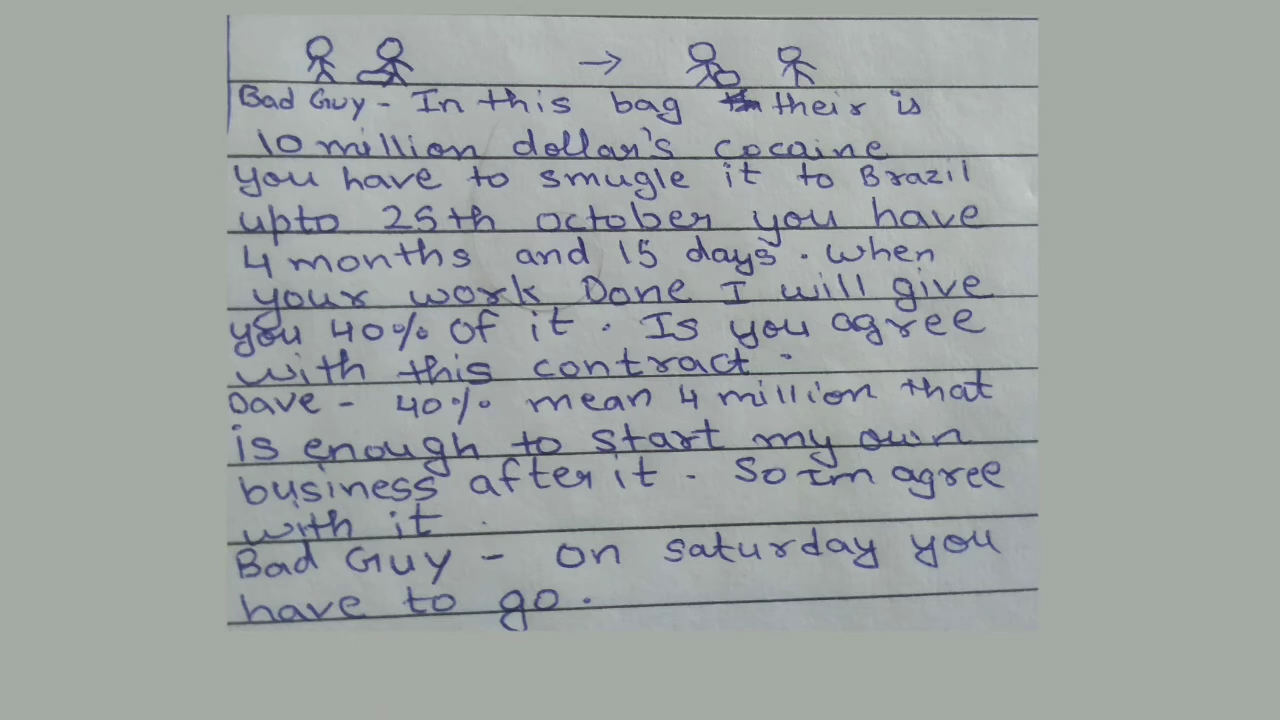 Bad Guy - In this bag their is
10 million dollar's cocaine
you have to smugle it to Brazil
upto 25th october you have
4 months and 15 days. when
your work Done I will give
you 40% of it. Is you agree
with this contract.
Dave - 40% mean 4 million that
is enough to start my own
business after it. So im agree
with it.
Bad Guy - on saturday you
have to go.